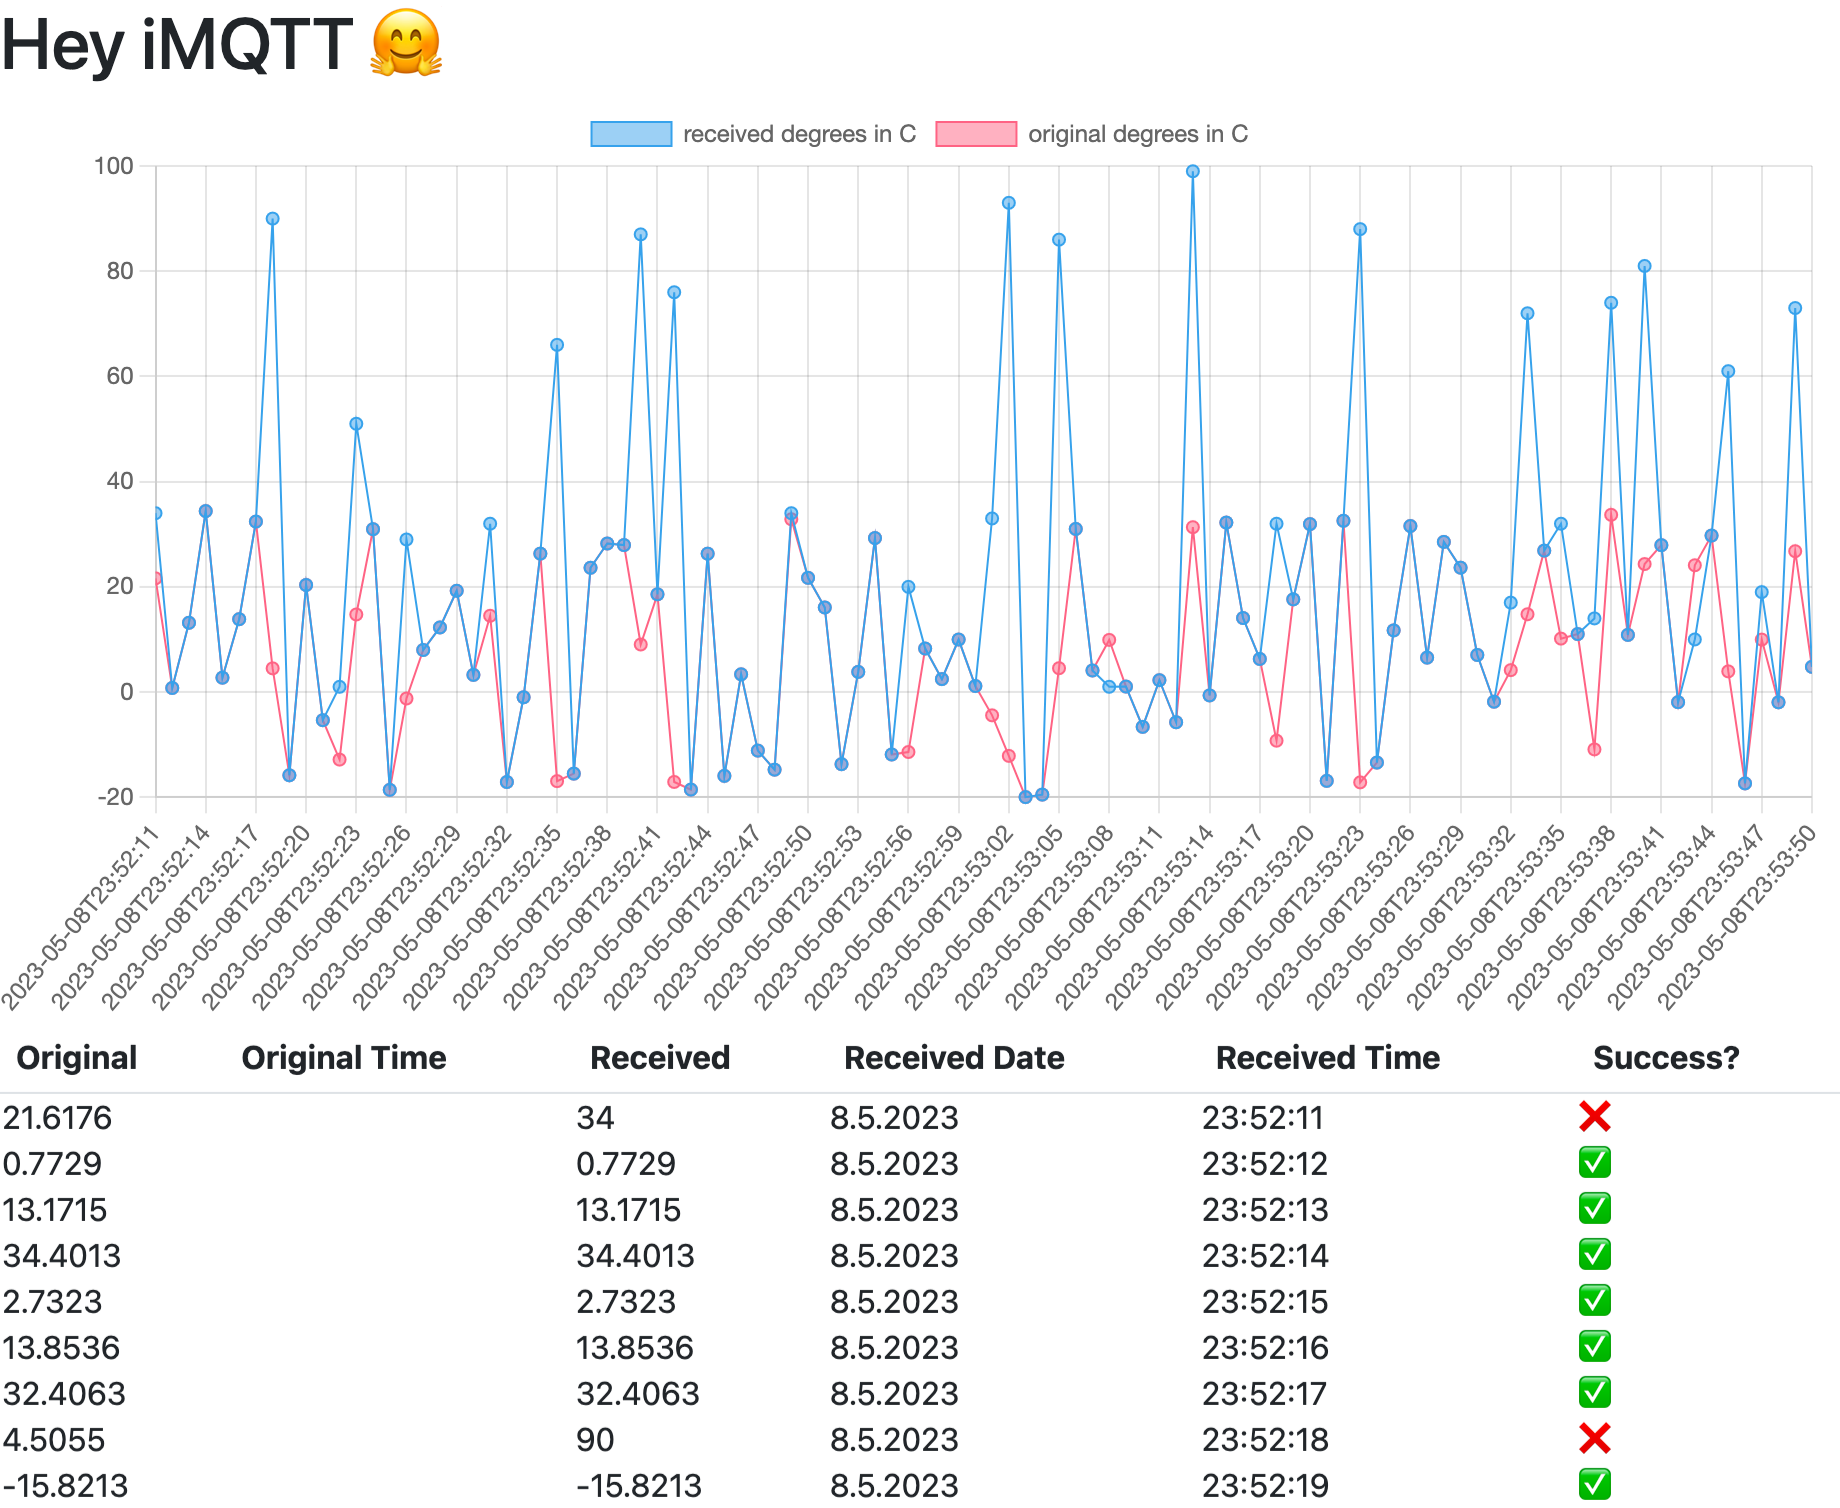 Hey iMQTT 🤗
received degrees in C original degrees in C
100
80
60
40
20
0
-20
2023-05-08T23:52:11
2023-05-08T23:52:14
2023-05-08T23:52:17
2023-05-08T23:52:20
2023-05-08T23:52:23
2023-05-08T23:52:26
2023-05-08T23:52:29
2023-05-08T23:52:32
2023-05-08T23:52:35
2023-05-08T23:52:38
2023-05-08T23:52:41
2023-05-08T23:52:44
2023-05-08T23:52:47
2023-05-08T23:52:50
2023-05-08T23:52:53
2023-05-08T23:52:56
2023-05-08T23:52:59
2023-05-08T23:53:02
2023-05-08T23:53:05
2023-05-08T23:53:08
2023-05-08T23:53:11
2023-05-08T23:53:14
2023-05-08T23:53:17
2023-05-08T23:53:20
2023-05-08T23:53:23
2023-05-08T23:53:26
2023-05-08T23:53:29
2023-05-08T23:53:32
2023-05-08T23:53:35
2023-05-08T23:53:38
2023-05-08T23:53:41
2023-05-08T23:53:44
2023-05-08T23:53:47
2023-05-08T23:53:50
Original Original Time Received Received Date Received Time Success?
21.6176 34 8.5.2023 23:52:11 ❌
0.7729 0.7729 8.5.2023 23:52:12 ✅
13.1715 13.1715 8.5.2023 23:52:13 ✅
34.4013 34.4013 8.5.2023 23:52:14 ✅
2.7323 2.7323 8.5.2023 23:52:15 ✅
13.8536 13.8536 8.5.2023 23:52:16 ✅
32.4063 32.4063 8.5.2023 23:52:17 ✅
4.5055 90 8.5.2023 23:52:18 ❌
-15.8213 -15.8213 8.5.2023 23:52:19 ✅